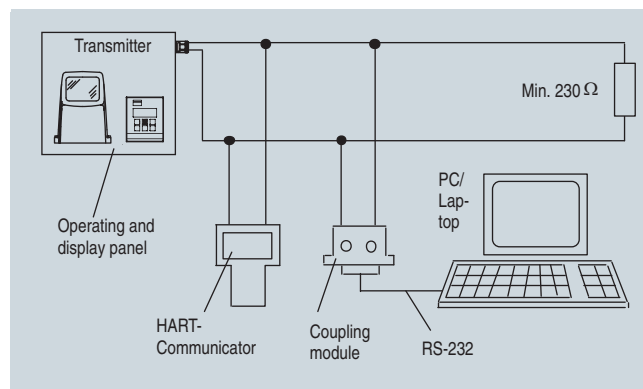 Transmitter
Min. 230 Ω
PC/
Lap-
top
Operating and
display panel
HART-
Communicator
Coupling
module
RS-232